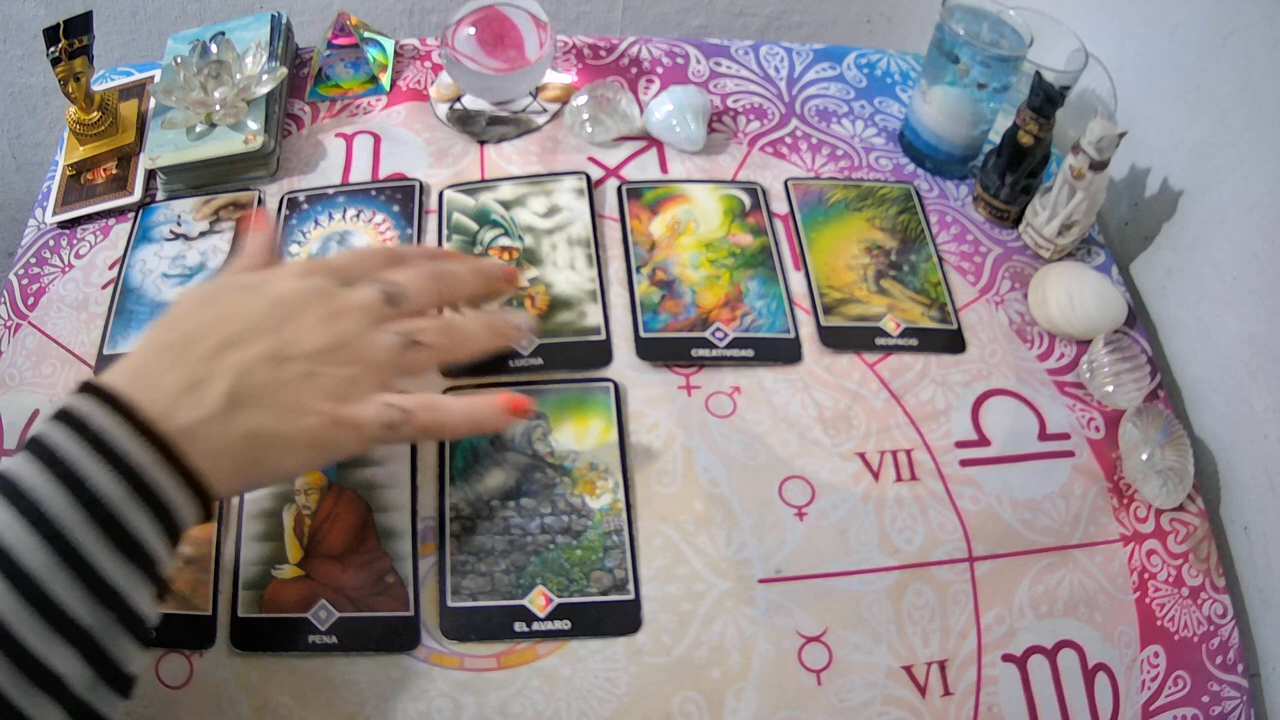 LUCHA
CREATIVIDAD
DESPACIO
VII
PENA
EL AVARO
VI